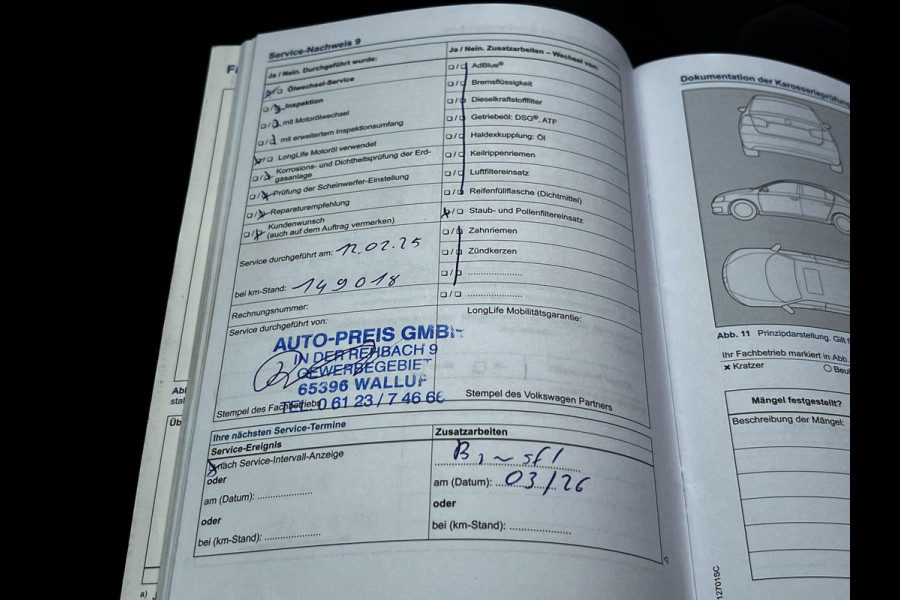 Service-Nachweis 9
Ja / Nein. Durchgeführt wurde:
Ölwechsel-Service
Inspektion
mit Motorölwechsel
mit erweitertem Inspektionsumfang
LongLife Motoröl verwendet
Korrosions- und Dichtheitsprüfung der Erd-
gasanlage
Prüfung der Scheinwerfer-Einstellung
Reparaturempfehlung
Kundenwunsch
(auch auf dem Auftrag vermerken)
Service durchgeführt am: 12.02.25
bei km-Stand: 149018
Rechnungsnummer:
Service durchgeführt von:
AUTO-PREIS GMBH
IN DER REHBACH 9
GEWERBEGEBIET
65396 WALLUF
TEL. 0 61 23 / 7 46 66
Stempel des Fachbetriebs
Ja / Nein. Zusatzarbeiten – Wechsel von:
AdBlue®
Bremsflüssigkeit
Dieselkraftstofffilter
Getriebeöl: DSG®, ATF
Haldexkupplung: Öl
Keilrippenriemen
Luftfiltereinsatz
Reifenfüllflasche (Dichtmittel)
Staub- und Pollenfiltereinsatz
Zahnriemen
Zündkerzen
LongLife Mobilitätsgarantie:
Stempel des Volkswagen Partners
Ihre nächsten Service-Termine
Service-Ereignis
nach Service-Intervall-Anzeige
oder
am (Datum):
oder
bei (km-Stand):
Zusatzarbeiten
am (Datum): 03/26
oder
bei (km-Stand):
Dokumentation der Karosserieprüfung
Abb. 11 Prinzipdarstellung. Gilt
Ihr Fachbetrieb markiert in Abb.
x Kratzer
Mängel festgestellt?
Beschreibung der Mängel:
12701SC
a)